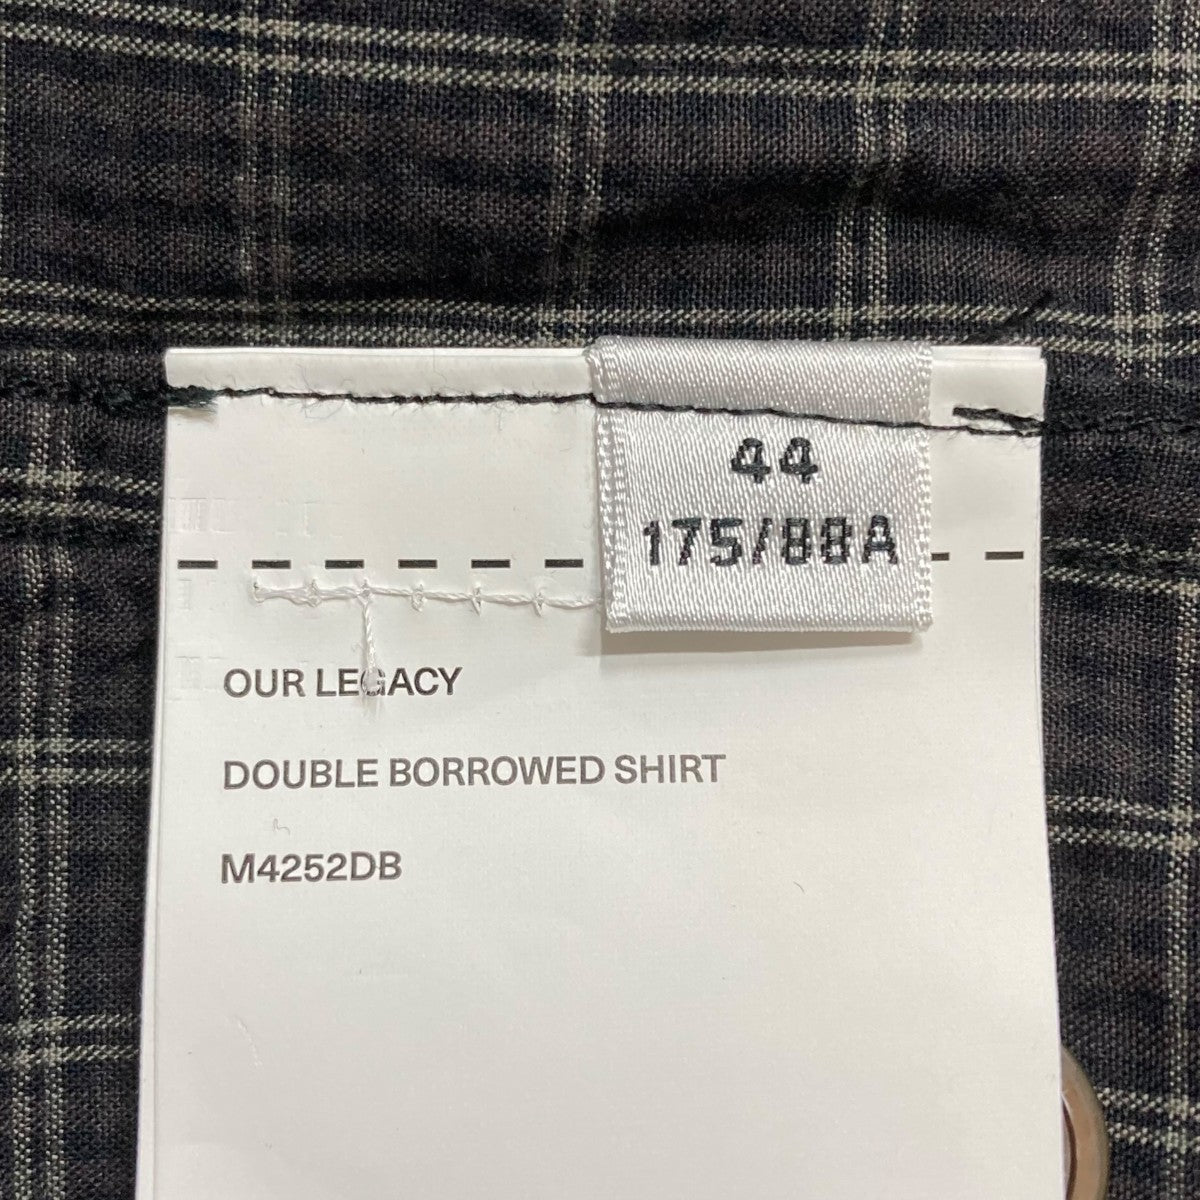 44
175/88A
OUR LEGACY
DOUBLE BORROWED SHIRT
M4252DB